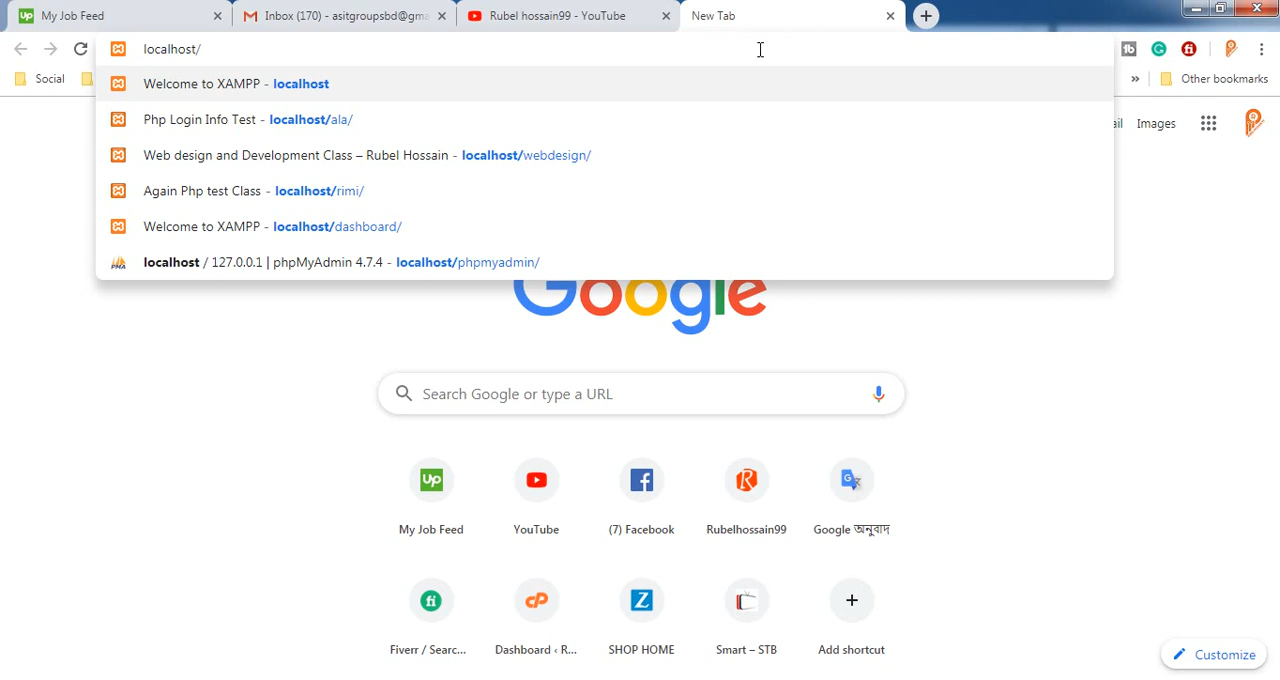 My Job Feed
Inbox (170) - asitgroupsbd@gma
Rubel hossain99 - YouTube
New Tab
localhost/
Social
Other bookmarks
Welcome to XAMPP - localhost
Php Login Info Test - localhost/ala/
Web design and Development Class – Rubel Hossain - localhost/webdesign/
Again Php test Class - localhost/rimi/
Welcome to XAMPP - localhost/dashboard/
localhost / 127.0.0.1 | phpMyAdmin 4.7.4 - localhost/phpmyadmin/
ail Images
Google
Search Google or type a URL
My Job Feed
YouTube
(7) Facebook
Rubelhossain99
Google অনুবাদ
Fiverr / Searc...
Dashboard ‹ R...
SHOP HOME
Smart – STB
Add shortcut
Customize